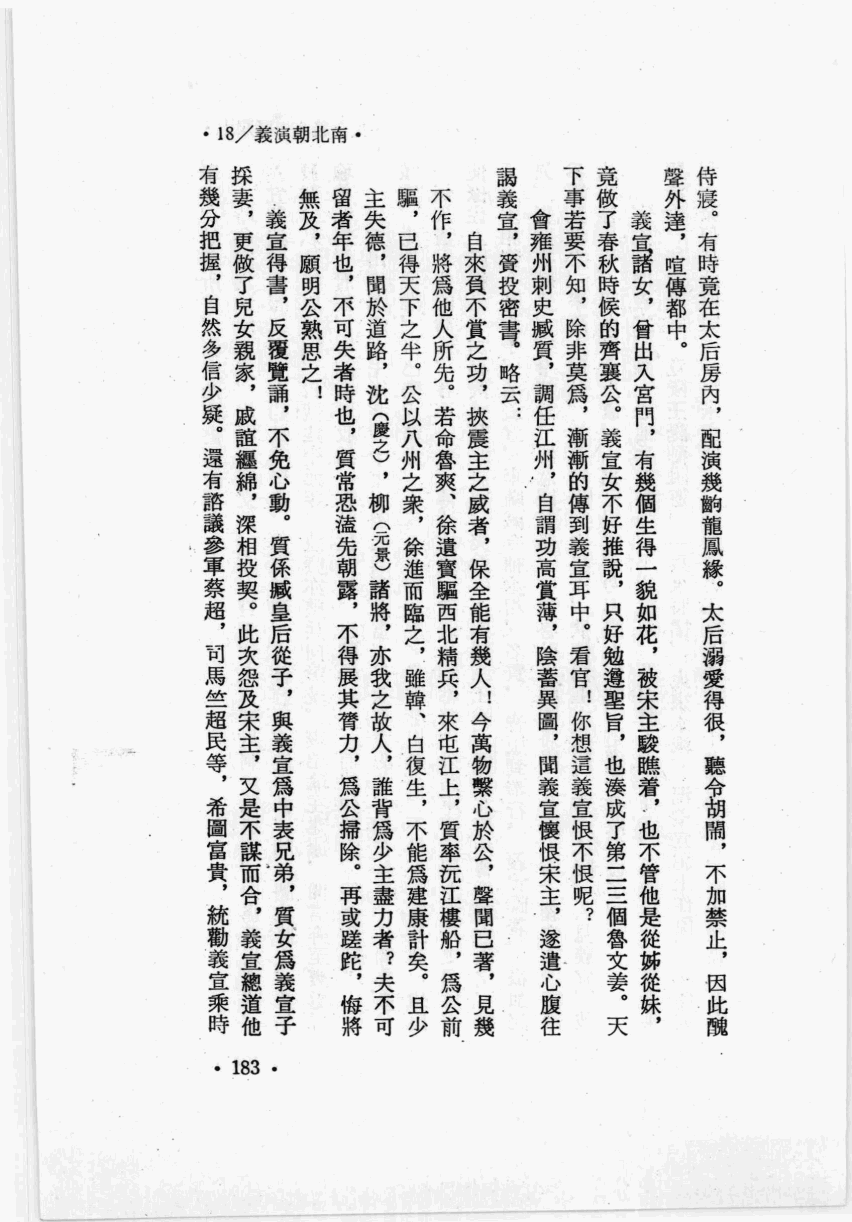 •18╱義演朝北南•
侍寢。有時竟在太后房內，配演幾齣龍鳳緣。太后溺愛得很，聽令胡鬧，不加禁止，因此醜
聲外達，喧傳都中。
義宣諸女，曾出入宮門，有幾個生得一貌如花，被宋主駿瞧着，也不管他是從姊從妹，
竟做了春秋時候的齊襄公。義宣女不好推說，只好勉遵聖旨，也湊成了第二三個魯文姜。天
下事若要不知，除非莫爲，漸漸的傳到義宣耳中。看官！你想這義宣恨不恨呢？
會雍州刺史臧質，調任江州，自謂功高賞薄，陰蓄異圖，聞義宣懷恨宋主，遂遣心腹往
謁義宣，賫投密書。略云：
自來負不賞之功，挾震主之威者，保全能有幾人！今萬物繫心於公，聲聞已著，見幾
不作，將爲他人所先。若命魯爽、徐遺寶驅西北精兵，來屯江上，質率沅江樓船，爲公前
驅，已得天下之半。公以八州之衆，徐進而臨之，雖韓、白復生，不能爲建康計矣。且少
主失德，聞於道路，沈（慶之），柳（元景）諸將，亦我之故人，誰背爲少主盡力者？夫不可
留者年也，不可失者時也，質常恐溘先朝露，不得展其膂力，爲公掃除。再或蹉跎，悔將
無及，願明公熟思之！
義宣得書，反覆覽誦，不免心動。質係臧皇后從子，與義宣爲中表兄弟，質女爲義宣子
採妻，更做了兒女親家，戚誼纏綿，深相投契。此次怨及宋主，又是不謀而合，義宣總道他
有幾分把握，自然多信少疑。還有諮議參軍蔡超，司馬竺超民等，希圖富貴，統勸義宣乘時
•183•